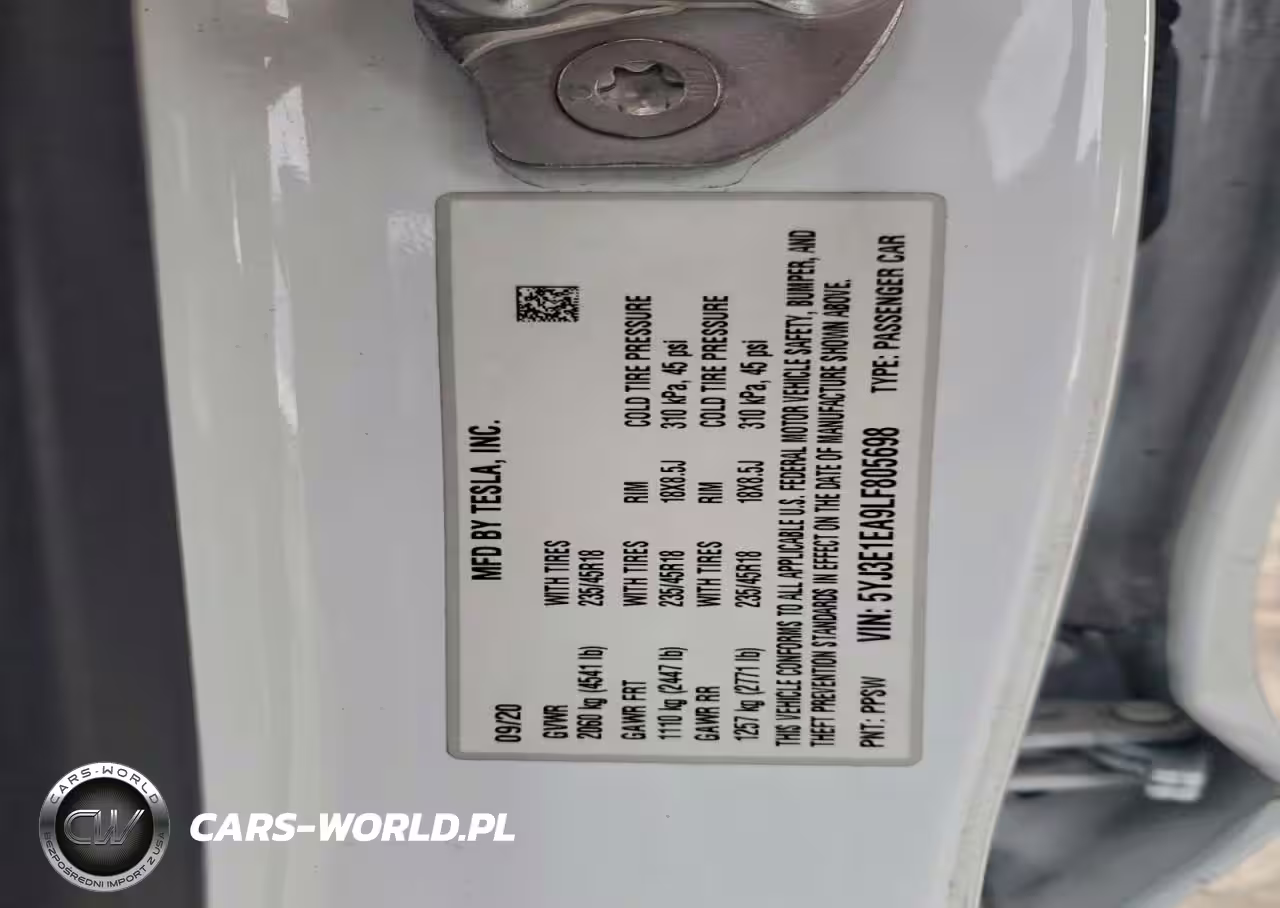 MFD BY TESLA, INC.
09/20
GVWR WITH TIRES
2060 kg (4541 lb) 235/45R18
GAWR FRT WITH TIRES RIM COLD TIRE PRESSURE
1110 kg (2447 lb) 235/45R18 18X8.5J 310 kPa, 45 psi
GAWR RR WITH TIRES RIM COLD TIRE PRESSURE
1257 kg (2771 lb) 235/45R18 18X8.5J 310 kPa, 45 psi
THIS VEHICLE CONFORMS TO ALL APPLICABLE U.S. FEDERAL MOTOR VEHICLE SAFETY, BUMPER, AND
THEFT PREVENTION STANDARDS IN EFFECT ON THE DATE OF MANUFACTURE SHOWN ABOVE.
PNT: PPSW VIN: 5YJ3E1EA9LF805698 TYPE: PASSENGER CAR
CARS-WORLD
CW
BEZPOŚREDNI IMPORT Z USA
CARS-WORLD.PL